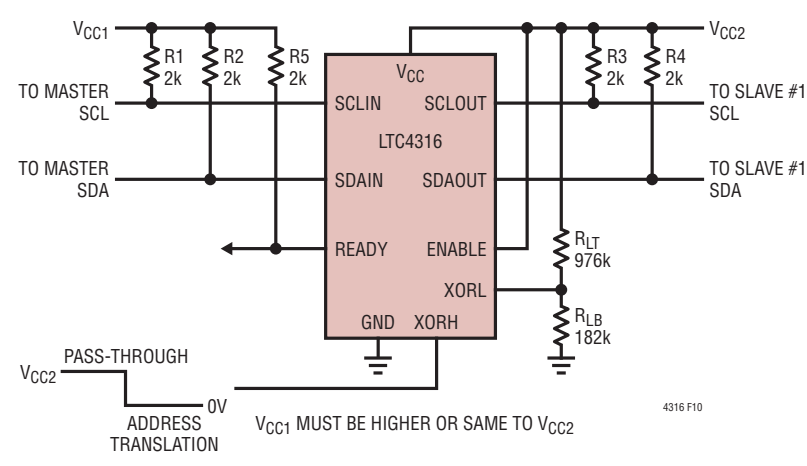 VCC1
VCC2
R1
2k
R2
2k
R5
2k
R3
2k
R4
2k
VCC
TO MASTER
SCL
SCLIN
SCLOUT
TO SLAVE #1
SCL
LTC4316
TO MASTER
SDA
SDAIN
SDAOUT
TO SLAVE #1
SDA
READY
ENABLE
RLT
976k
XORL
RLB
182k
GND
XORH
PASS-THROUGH
VCC2
0V
ADDRESS
TRANSLATION
VCC1 MUST BE HIGHER OR SAME TO VCC2
4316 F10